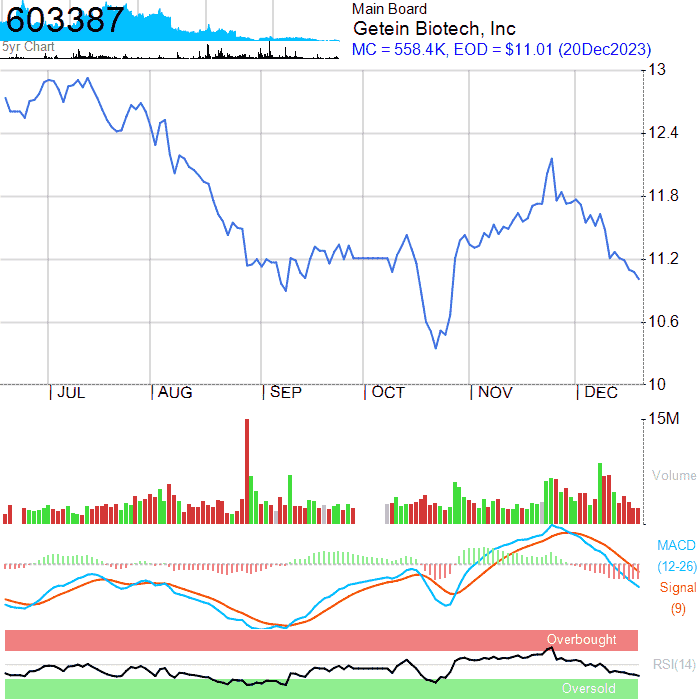 603387
5yr Chart
Main Board
Getein Biotech, Inc
MC = 558.4K, EOD = $11.01 (20Dec2023)
13
12.4
11.8
11.2
10.6
10
JUL AUG SEP OCT NOV DEC
15M
Volume
MACD
(12-26)
Signal
(9)
Overbought
RSI(14)
Oversold